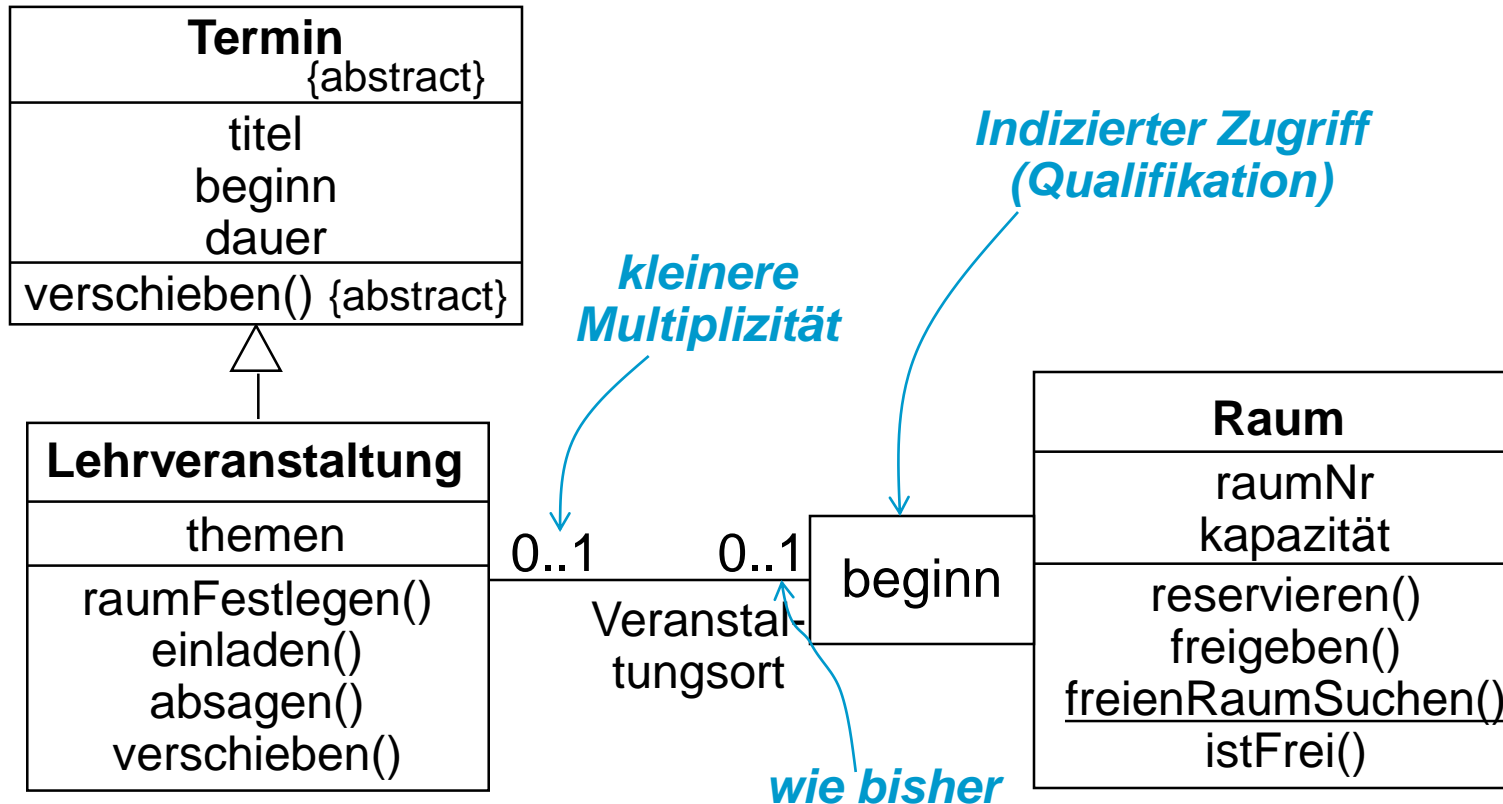 Termin
{abstract}
titel
beginn
dauer
verschieben() {abstract}
Indizierter Zugriff
(Qualifikation)
kleinere
Multiplizität
Lehrveranstaltung
themen
raumFestlegen()
einladen()
absagen()
verschieben()
0..1
0..1
Veranstal-
tungsort
beginn
wie bisher
Raum
raumNr
kapazität
reservieren()
freigeben()
freienRaumSuchen()
istFrei()